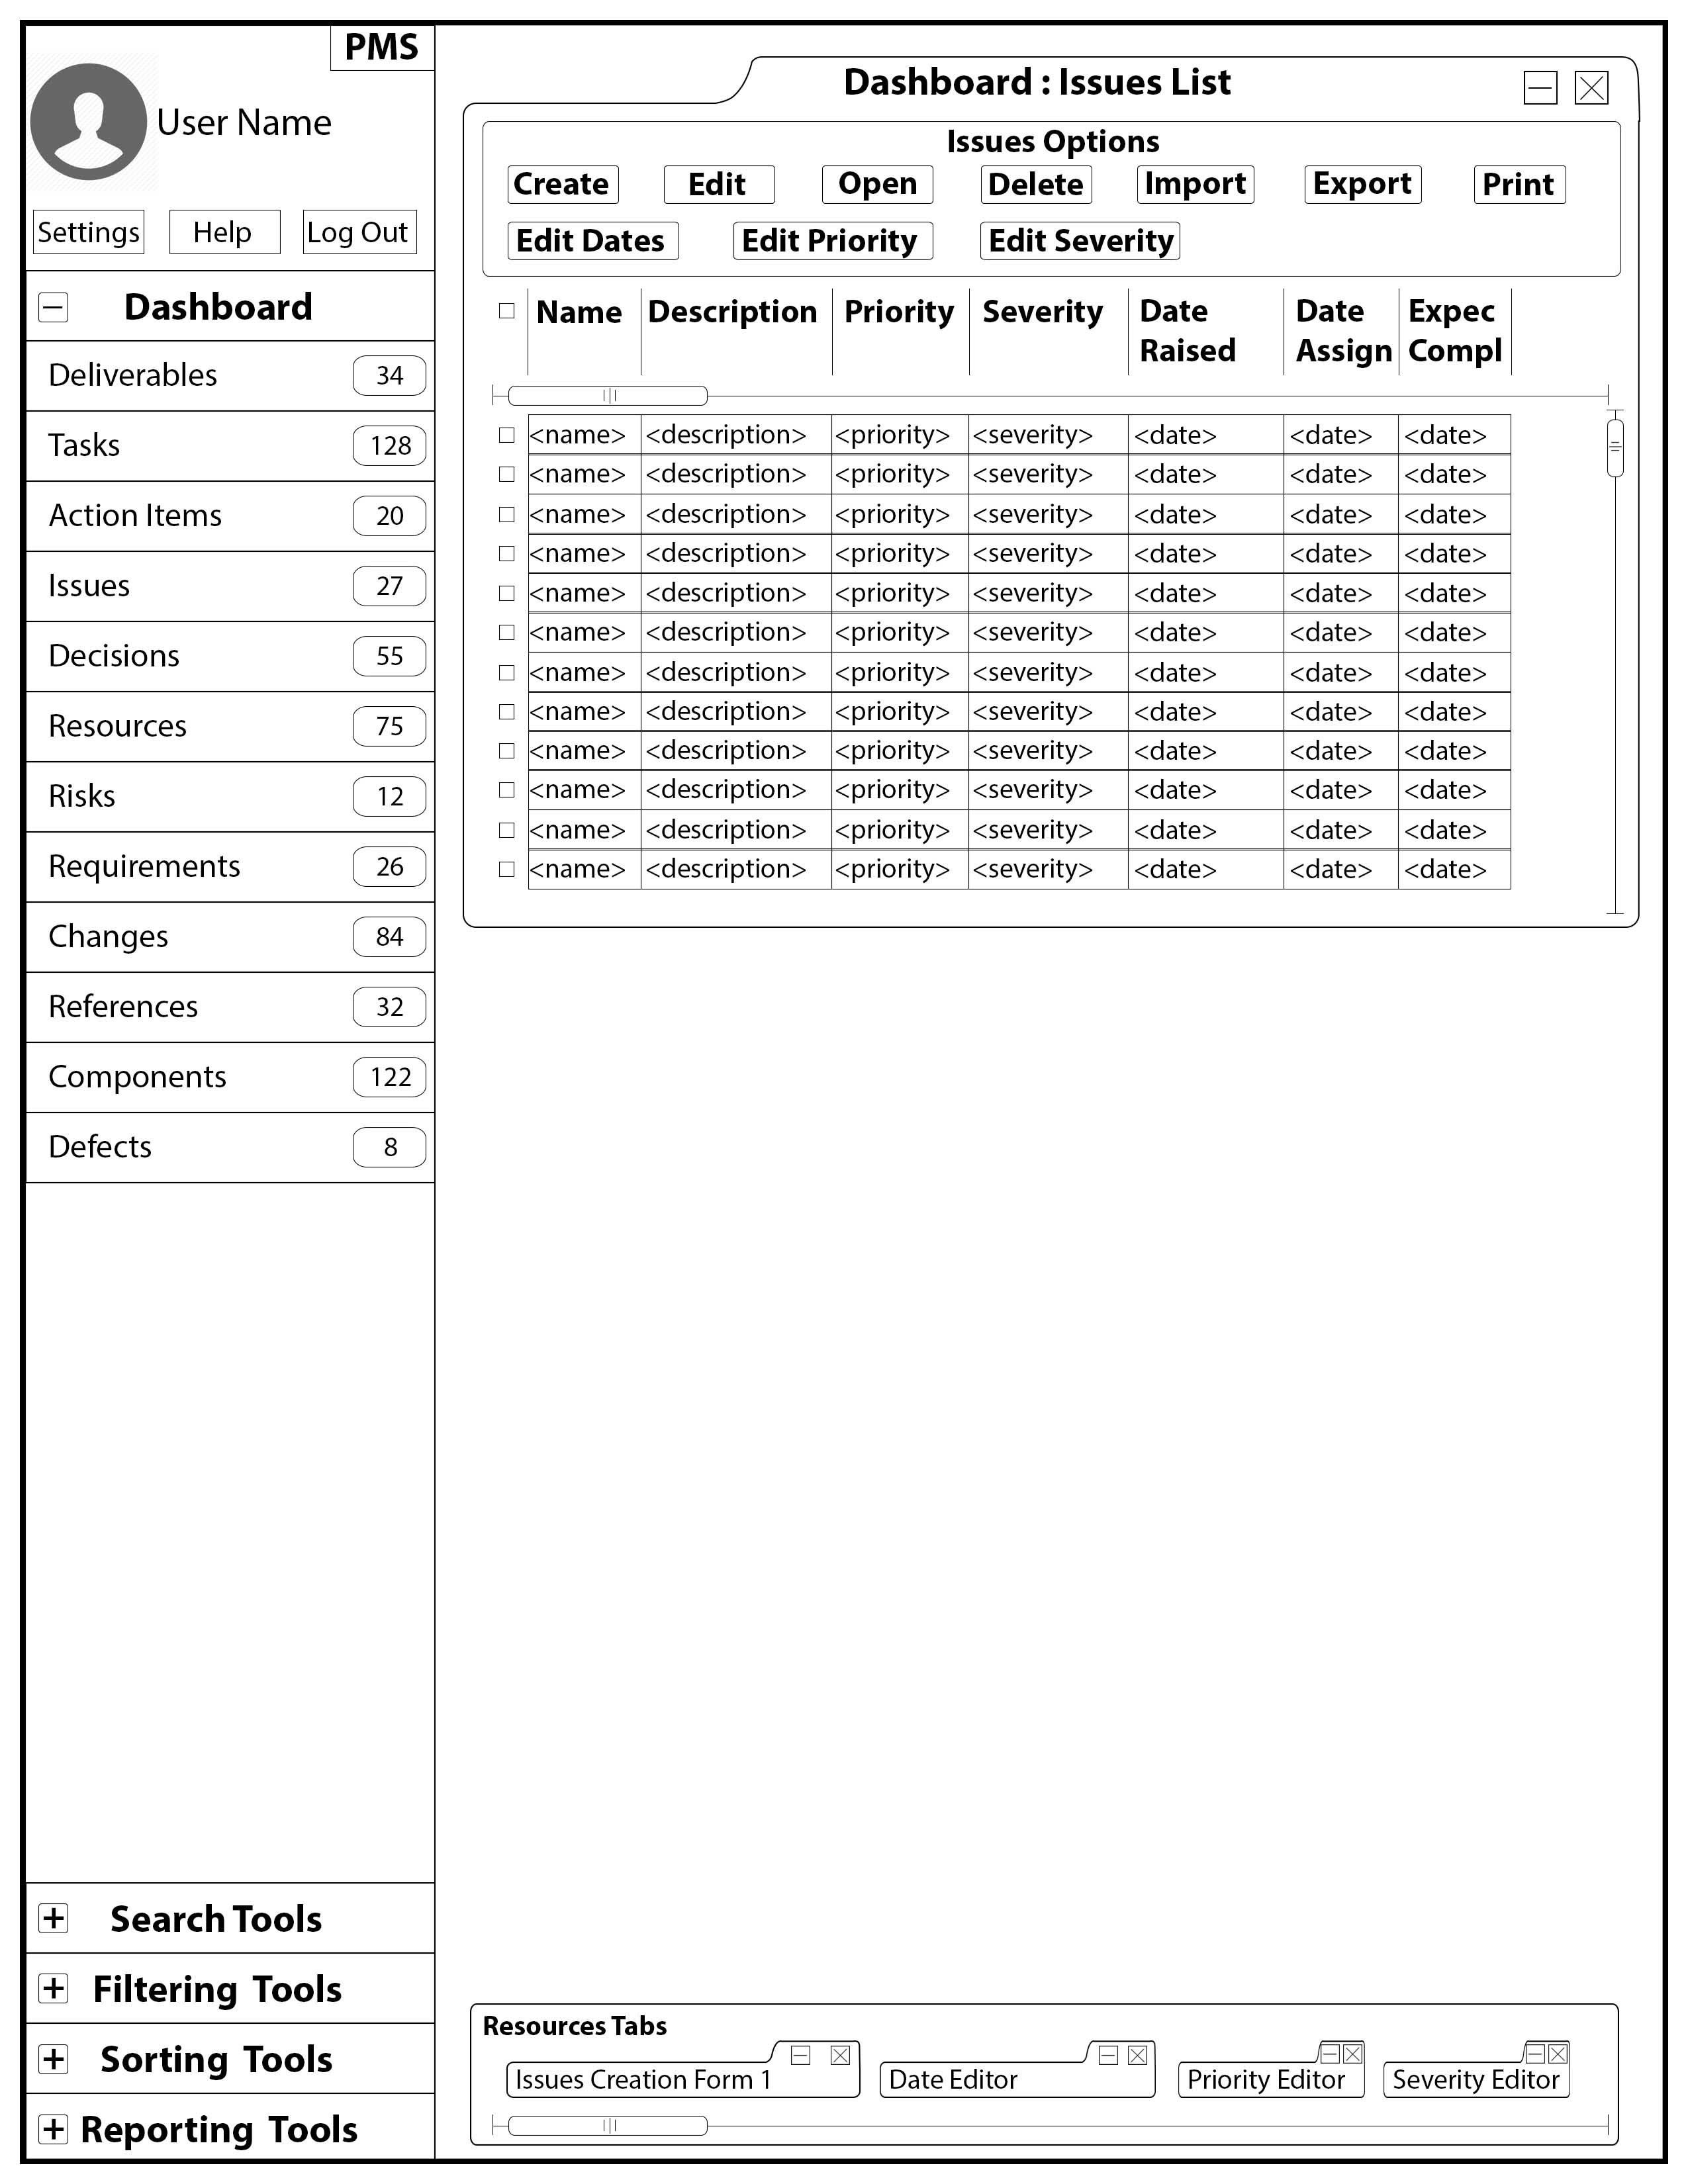 PMS
User Name
Settings Help Log Out
Dashboard
Deliverables 34
Tasks 128
Action Items 20
Issues 27
Decisions 55
Resources 75
Risks 12
Requirements 26
Changes 84
References 32
Components 122
Defects 8
Search Tools
Filtering Tools
Sorting Tools
Reporting Tools
Dashboard : Issues List
Issues Options
Create Edit Open Delete Import Export Print
Edit Dates Edit Priority Edit Severity
Name Description Priority Severity Date Date Expec
Raised Assign Compl
<name> <description> <priority> <severity> <date> <date> <date>
<name> <description> <priority> <severity> <date> <date> <date>
<name> <description> <priority> <severity> <date> <date> <date>
<name> <description> <priority> <severity> <date> <date> <date>
<name> <description> <priority> <severity> <date> <date> <date>
<name> <description> <priority> <severity> <date> <date> <date>
<name> <description> <priority> <severity> <date> <date> <date>
<name> <description> <priority> <severity> <date> <date> <date>
<name> <description> <priority> <severity> <date> <date> <date>
<name> <description> <priority> <severity> <date> <date> <date>
<name> <description> <priority> <severity> <date> <date> <date>
<name> <description> <priority> <severity> <date> <date> <date>
Resources Tabs
Issues Creation Form 1 Date Editor Priority Editor Severity Editor